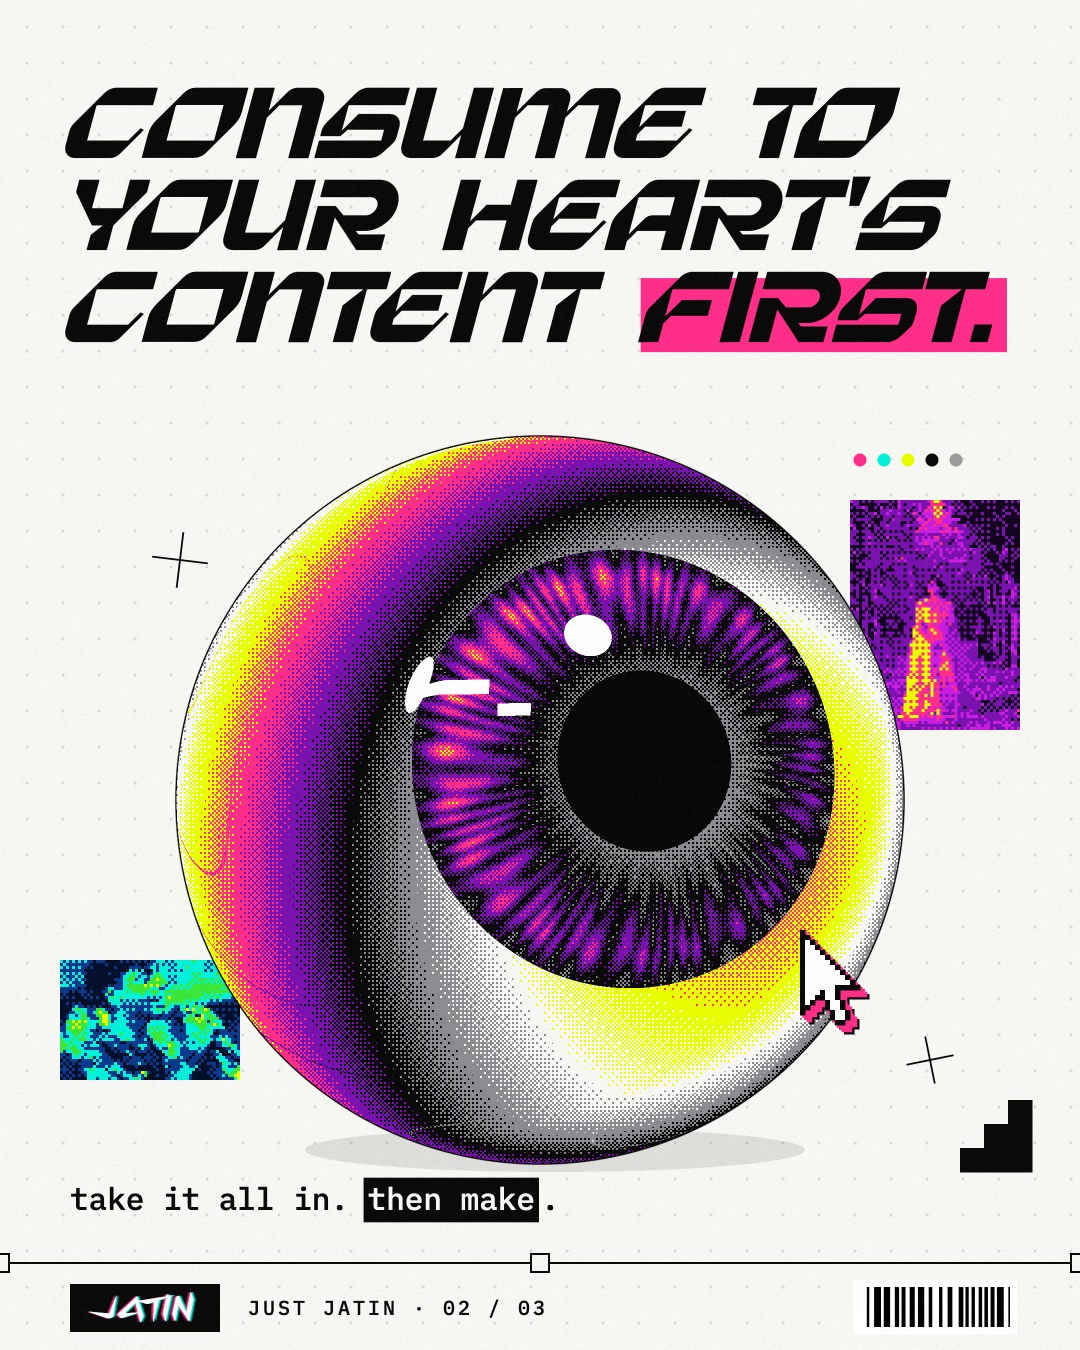 CONSUME TO
YOUR HEART'S
CONTENT FIRST.
take it all in. then make.
JATIN
JUST JATIN · 02 / 03